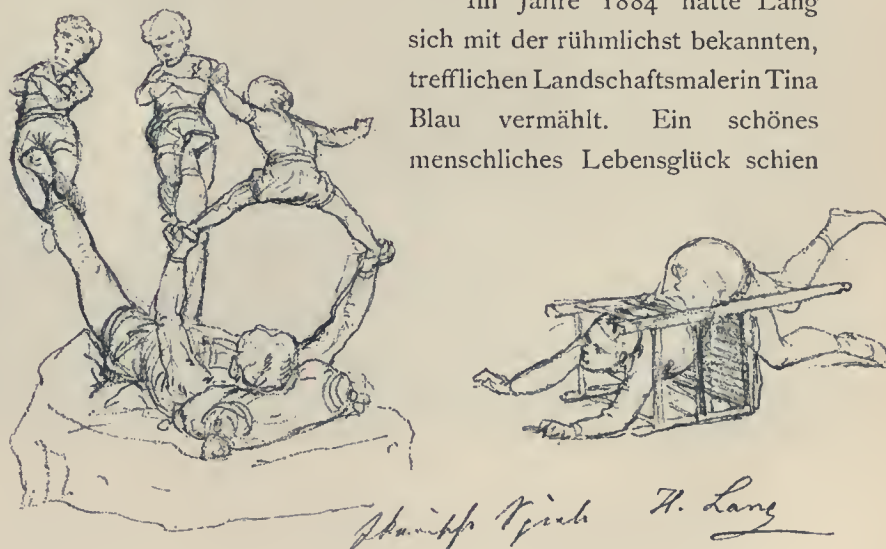 Im Jahre 1884 hatte Lang
sich mit der rühmlichst bekannten,
trefflichen Landschaftsmalerin Tina
Blau vermählt. Ein schönes
menschliches Lebensglück schien
H. Lang